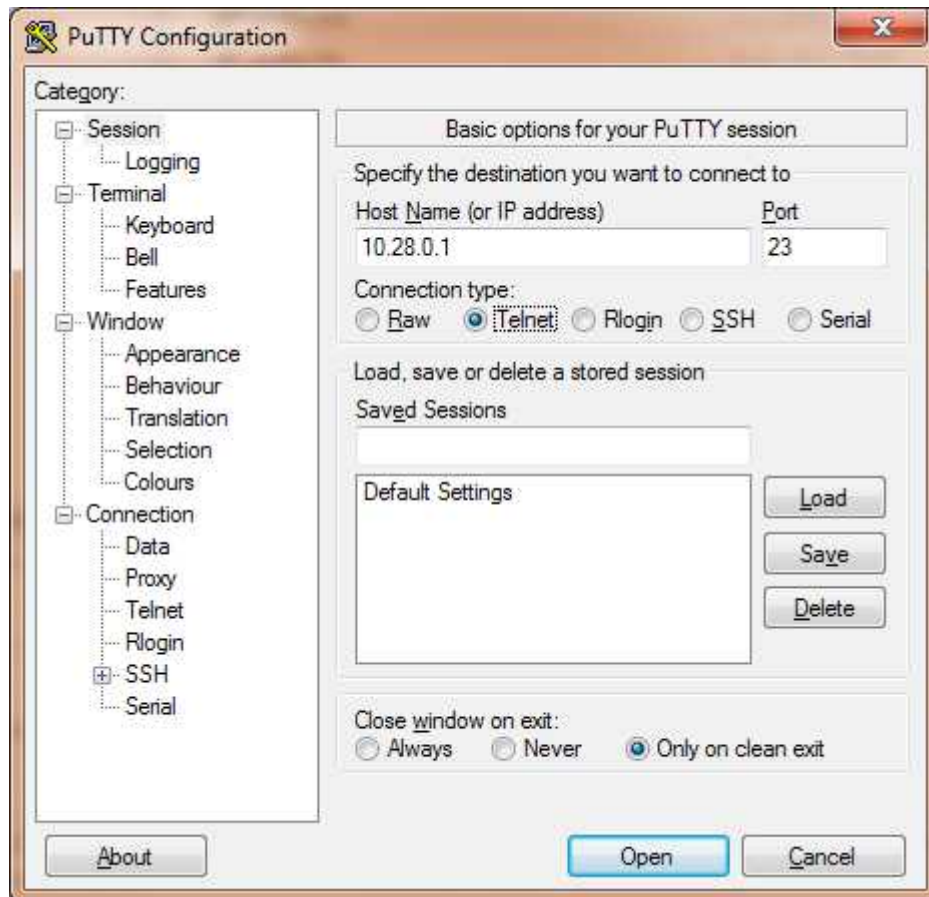 PuTTY Configuration
Category:
Session
Logging
Terminal
Keyboard
Bell
Features
Window
Appearance
Behaviour
Translation
Selection
Colours
Connection
Data
Proxy
Telnet
Rlogin
SSH
Serial
Basic options for your PuTTY session
Specify the destination you want to connect to
Host Name (or IP address) Port
10.28.0.1 23
Connection type:
Raw Telnet Rlogin SSH Serial
Load, save or delete a stored session
Saved Sessions
Default Settings
Load
Save
Delete
Close window on exit:
Always Never Only on clean exit
About Open Cancel